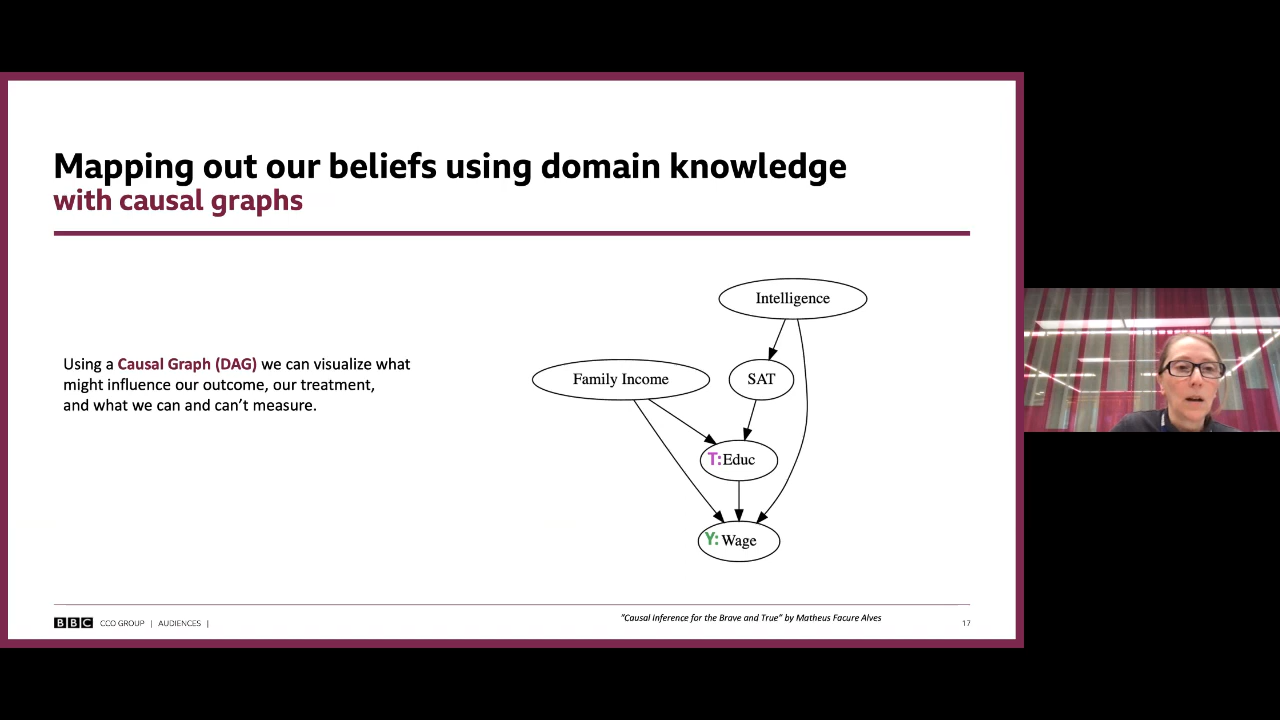 Mapping out our beliefs using domain knowledge
with causal graphs
Intelligence
Using a Causal Graph (DAG) we can visualize what
might influence our outcome, our treatment,
and what we can and can’t measure.
Family Income
SAT
T:Educ
Y: Wage
"Causal Inference for the Brave and True" by Matheus Facure Alves
BBC CCO GROUP | AUDIENCES |
17